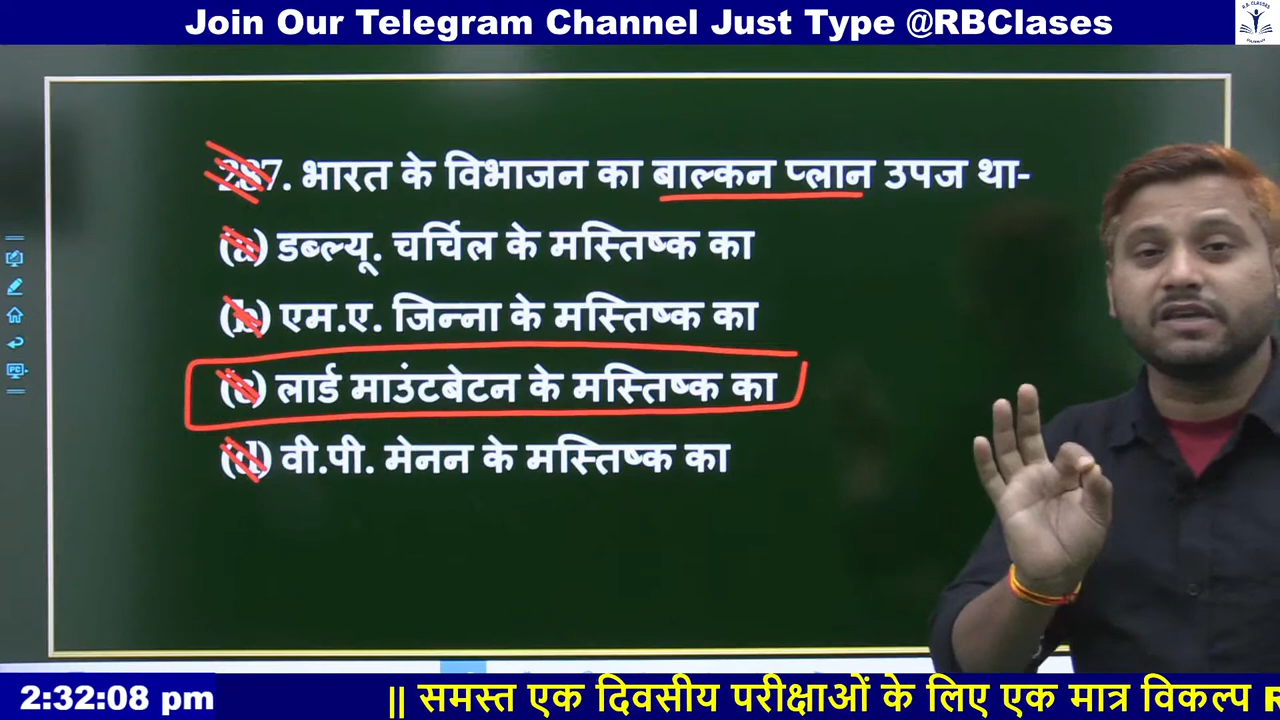 Join Our Telegram Channel Just Type @RBClases
287. भारत के विभाजन का बाल्कन प्लान उपज था-
(a) डब्ल्यू. चर्चिल के मस्तिष्क का
(b) एम.ए. जिन्ना के मस्तिष्क का
(c) लार्ड माउंटबेटन के मस्तिष्क का
(d) वी.पी. मेनन के मस्तिष्क का
2:32:08 pm
|| समस्त एक दिवसीय परीक्षाओं के लिए एक मात्र विकल्प R